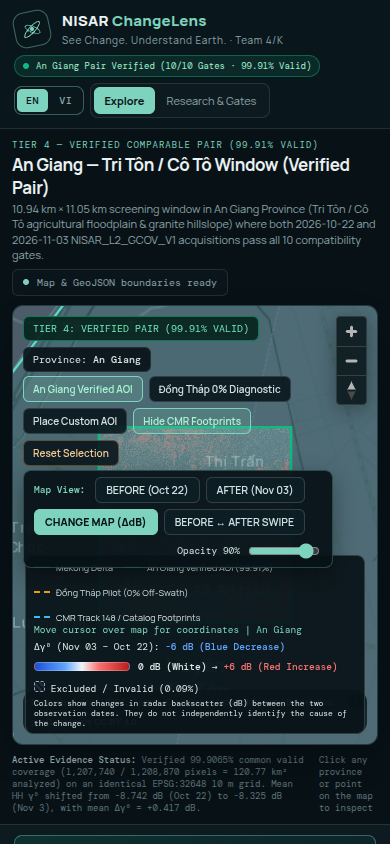 NISAR ChangeLens
See Change. Understand Earth. · Team 4/K
An Giang Pair Verified (10/10 Gates · 99.91% Valid)
EN VI Explore Research & Gates
TIER 4 — VERIFIED COMPARABLE PAIR (99.91% VALID)
An Giang — Tri Tôn / Cô Tô Window (Verified
Pair)
10.94 km × 11.05 km screening window in An Giang Province (Tri Tôn / Cô
Tô agricultural floodplain & granite hillslope) where both 2026-10-22 and
2026-11-03 NISAR_L2_GCOV_V1 acquisitions pass all 10 compatibility
gates.
Map & GeoJSON boundaries ready
TIER 4: VERIFIED PAIR (99.91% VALID)
Province: An Giang
An Giang Verified AOI Đồng Tháp 0% Diagnostic
Place Custom AOI Hide CMR Footprints
Reset Selection
Thị Trấn
Map View: BEFORE (Oct 22) AFTER (Nov 03)
CHANGE MAP (ΔdB) BEFORE ↔ AFTER SWIPE
Opacity 90%
Mekong Delta An Giang Verified AOI (99.91%)
Đồng Tháp Pilot (0% Off-Swath)
CMR Track 148 / Catalog Footprints
Move cursor over map for coordinates | An Giang
Δγ⁰ (Nov 03 − Oct 22): -6 dB (Blue Decrease)
0 dB (White) → +6 dB (Red Increase)
Excluded / Invalid (0.09%)
Colors show changes in radar backscatter (dB) between the two
observation dates. They do not independently identify the cause of
the change.
Active Evidence Status: Verified 99.9065% common valid
coverage (1,207,740 / 1,208,870 pixels = 120.77 km²
analyzed) on an identical EPSG:32648 10 m grid. Mean
HH γ⁰ shifted from -8.742 dB (Oct 22) to -8.325 dB
(Nov 3), with mean Δγ⁰ = +0.417 dB.
Click any
province
or point
on the map
to inspect